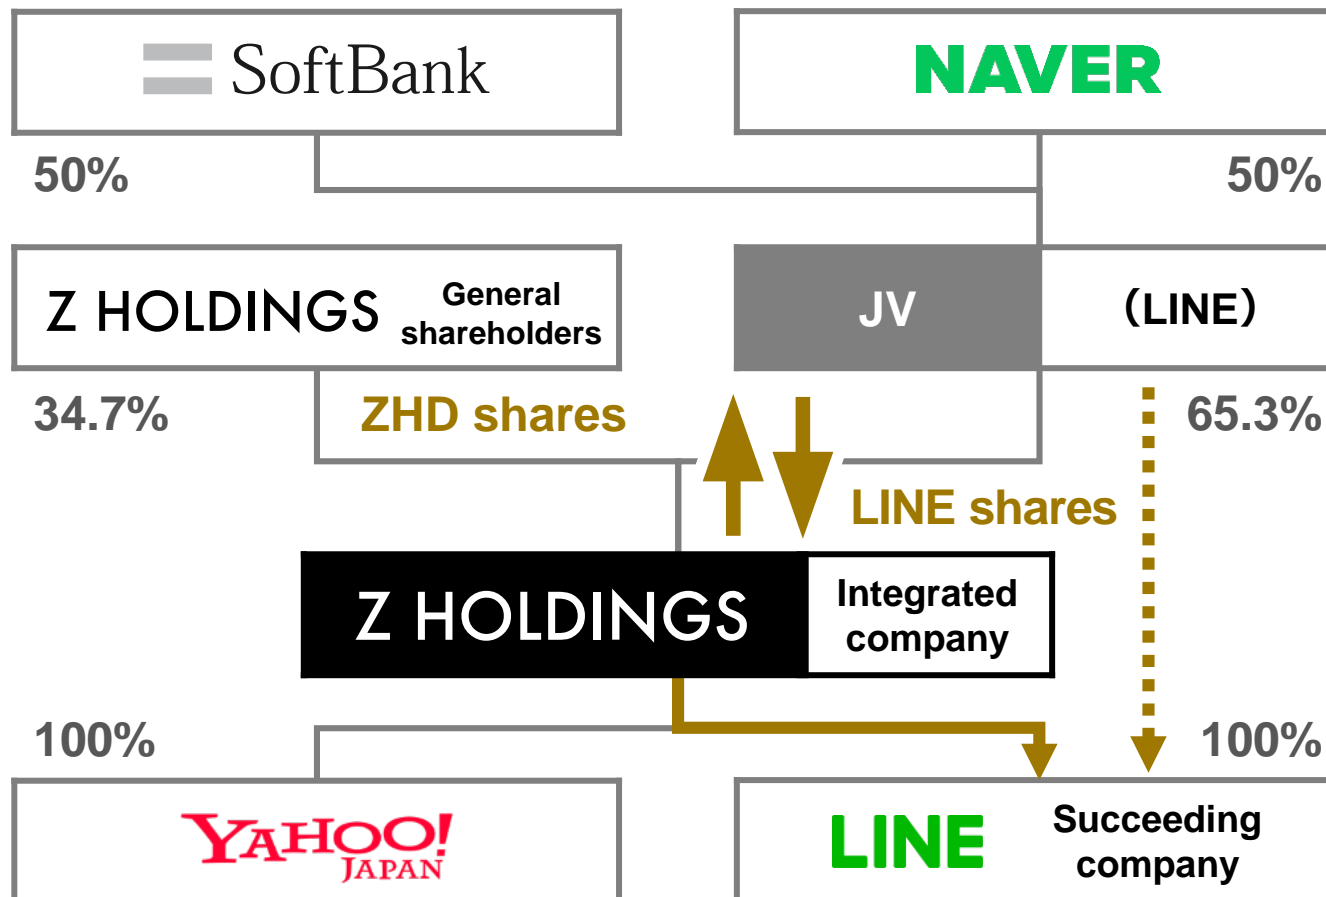 SoftBank
NAVER
50%
50%
Z HOLDINGS
General
shareholders
JV
（LINE）
34.7%
ZHD shares
65.3%
LINE shares
Z HOLDINGS
Integrated
company
100%
100%
YAHOO!
JAPAN
LINE
Succeeding
company